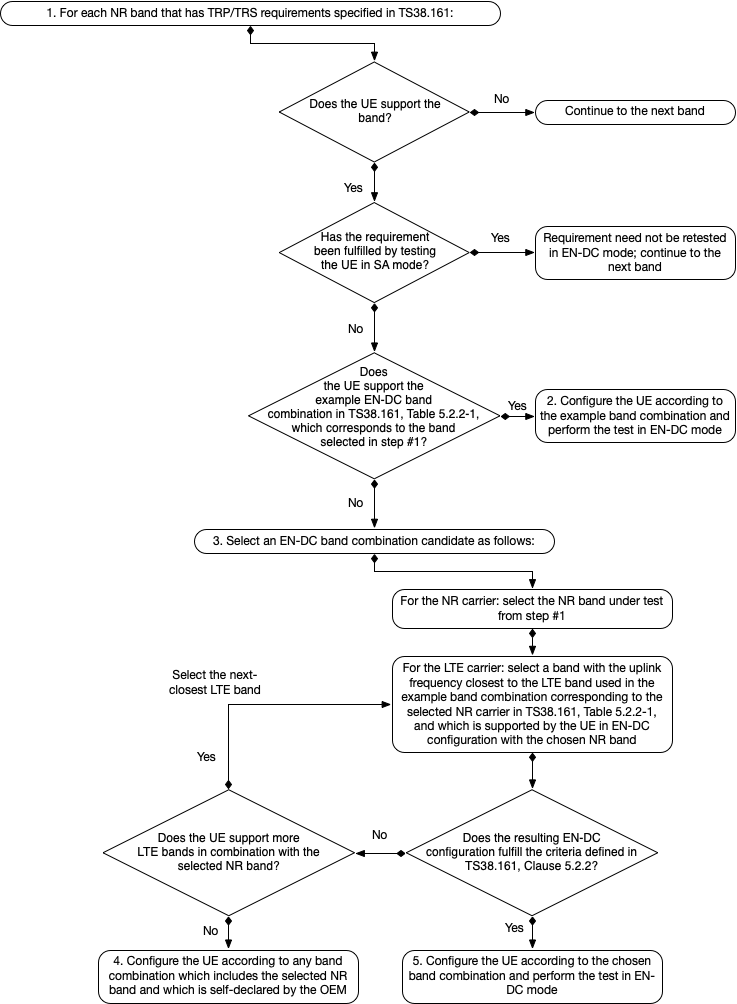 1. For each NR band that has TRP/TRS requirements specified in TS38.161:
Does the UE support the
band?
No
Continue to the next band
Yes
Has the requirement
been fulfilled by testing
the UE in SA mode?
Yes
Requirement need not be retested
in EN-DC mode; continue to the
next band
No
Does
the UE support the
example EN-DC band
combination in TS38.161, Table 5.2.2-1,
which corresponds to the band
selected in step #1?
Yes
2. Configure the UE according to
the example band combination and
perform the test in EN-DC mode
No
3. Select an EN-DC band combination candidate as follows:
For the NR carrier: select the NR band under test
from step #1
For the LTE carrier: select a band with the uplink
frequency closest to the LTE band used in the
example band combination corresponding to the
selected NR carrier in TS38.161, Table 5.2.2-1,
and which is supported by the UE in EN-DC
configuration with the chosen NR band
Select the next-
closest LTE band
Yes
Does the UE support more
LTE bands in combination with the
selected NR band?
No
Does the resulting EN-DC
configuration fulfill the criteria defined in
TS38.161, Clause 5.2.2?
No
Yes
4. Configure the UE according to any band
combination which includes the selected NR
band and which is self-declared by the OEM
5. Configure the UE according to the chosen
band combination and perform the test in EN-
DC mode